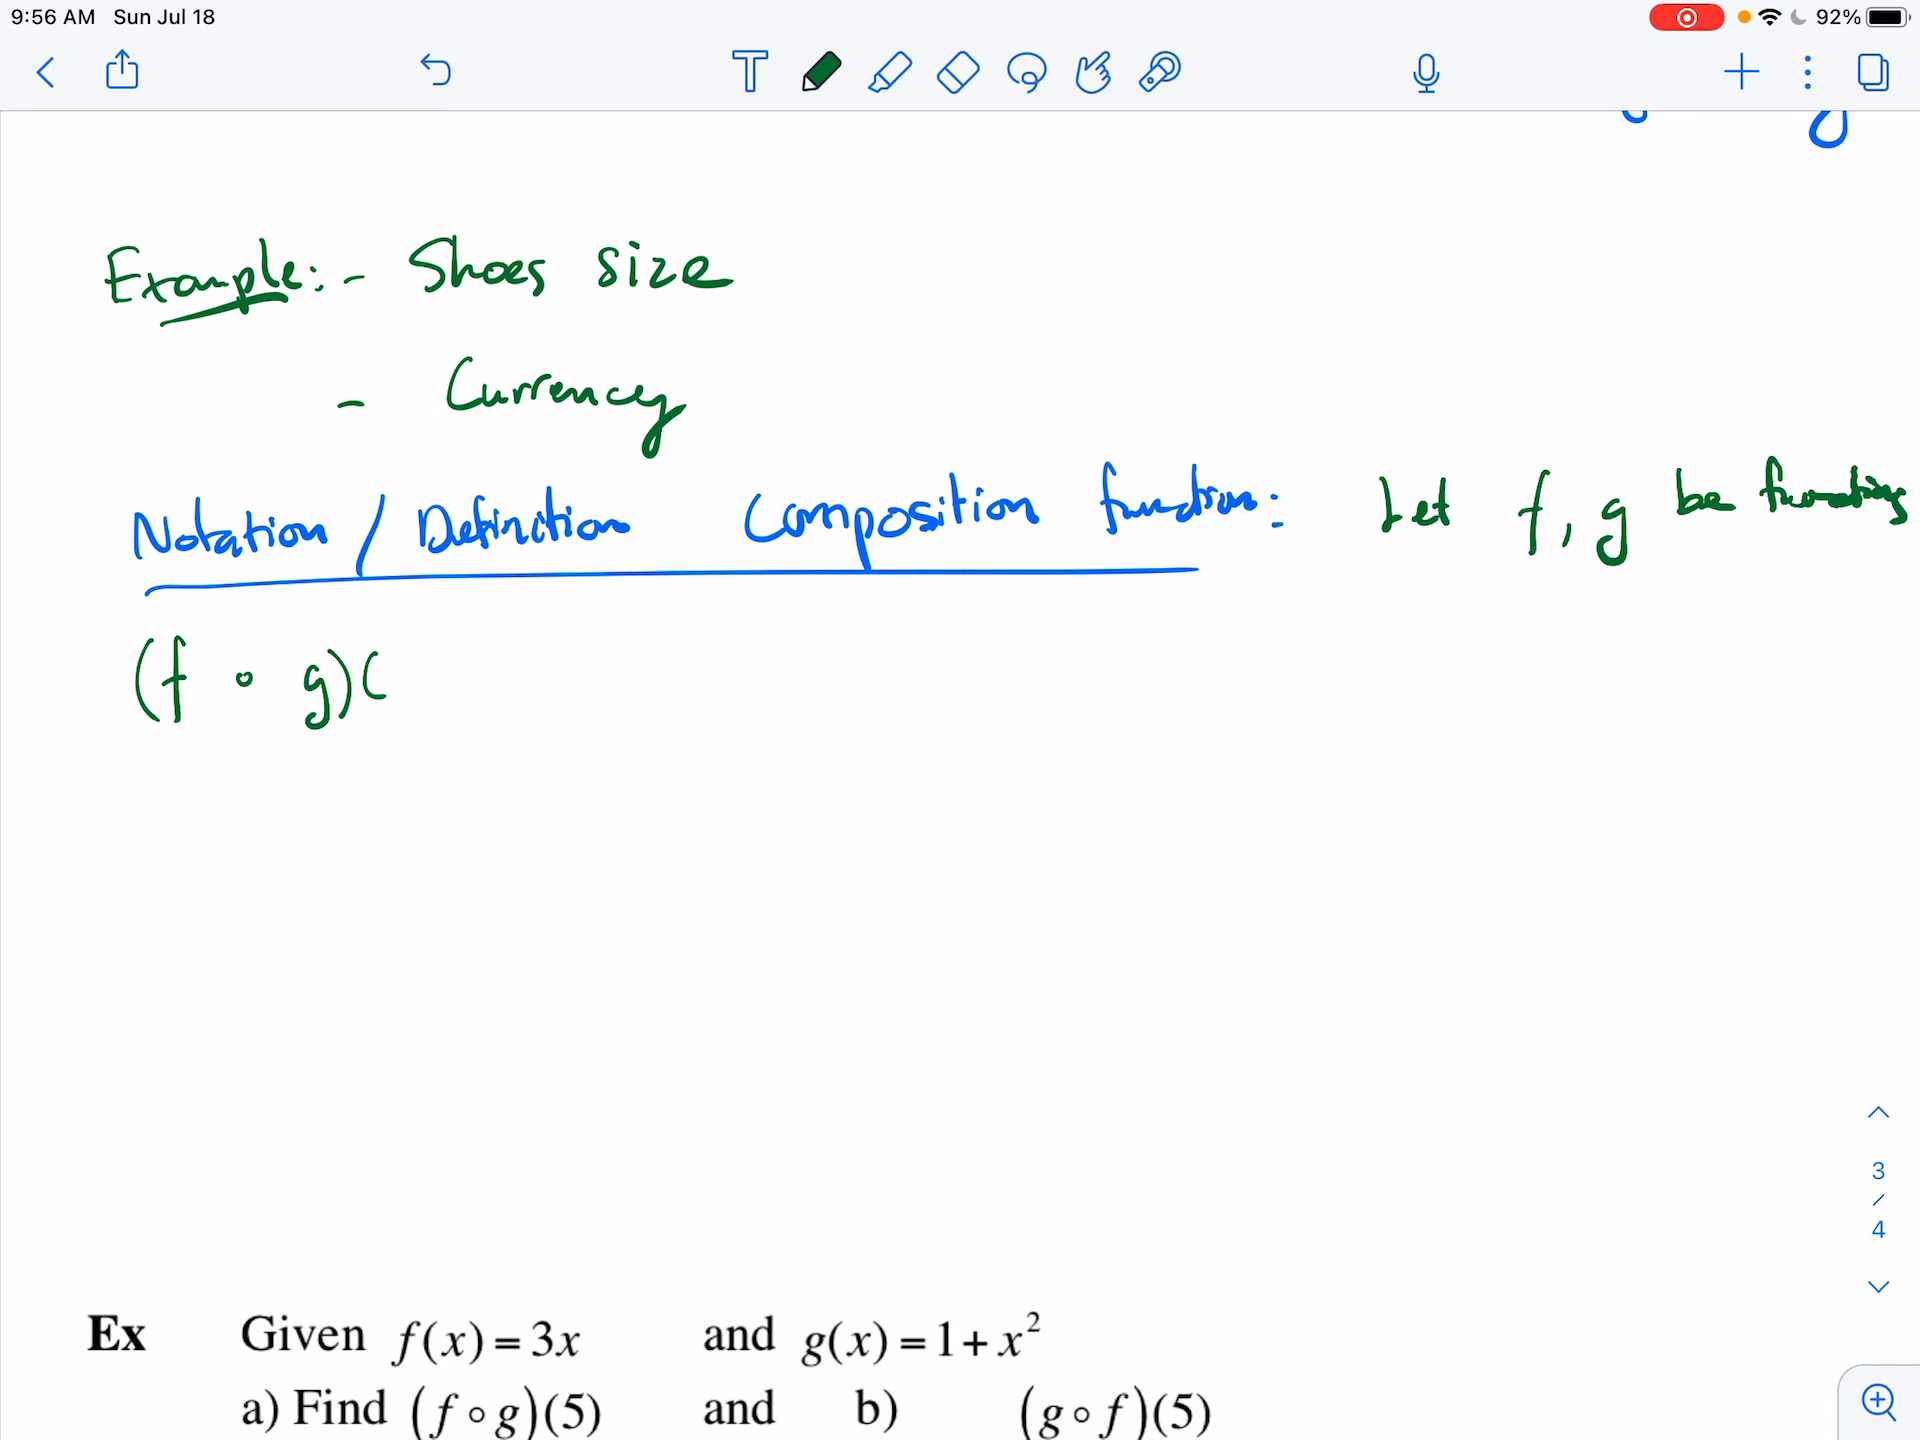 9:56 AM Sun Jul 18 92%
Example: - Shoes size
- Currency
Notation / Definition Composition function: Let f, g be functions
(f ∘ g)(
3
/
4
Ex Given f(x) = 3x and g(x) = 1 + x²
a) Find (f ∘ g)(5) and b) (g ∘ f)(5)